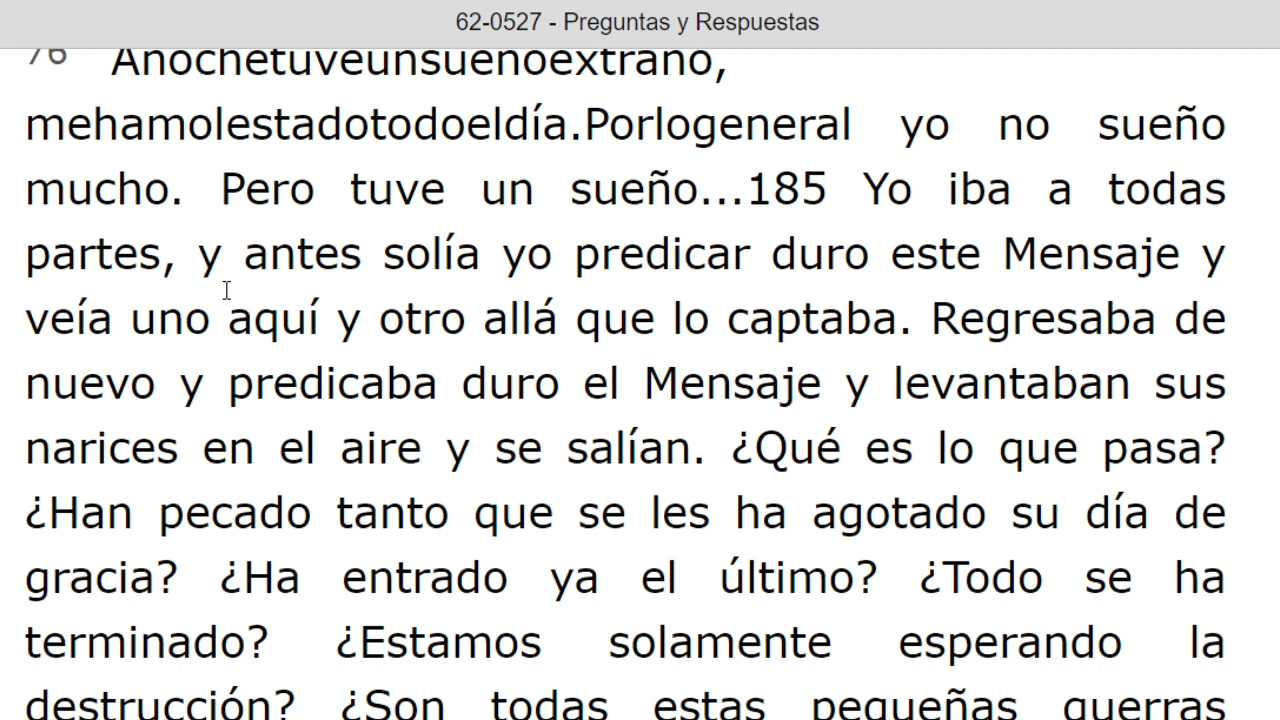 62-0527 - Preguntas y Respuestas
76 Anochetuveunsueñoextraño,
mehamolestadotodoeldía.Porlogeneral yo no sueño
mucho. Pero tuve un sueño...185 Yo iba a todas
partes, y antes solía yo predicar duro este Mensaje y
veía uno aquí y otro allá que lo captaba. Regresaba de
nuevo y predicaba duro el Mensaje y levantaban sus
narices en el aire y se salían. ¿Qué es lo que pasa?
¿Han pecado tanto que se les ha agotado su día de
gracia? ¿Ha entrado ya el último? ¿Todo se ha
terminado? ¿Estamos solamente esperando la
destrucción? ¿Son todas estas pequeñas guerras